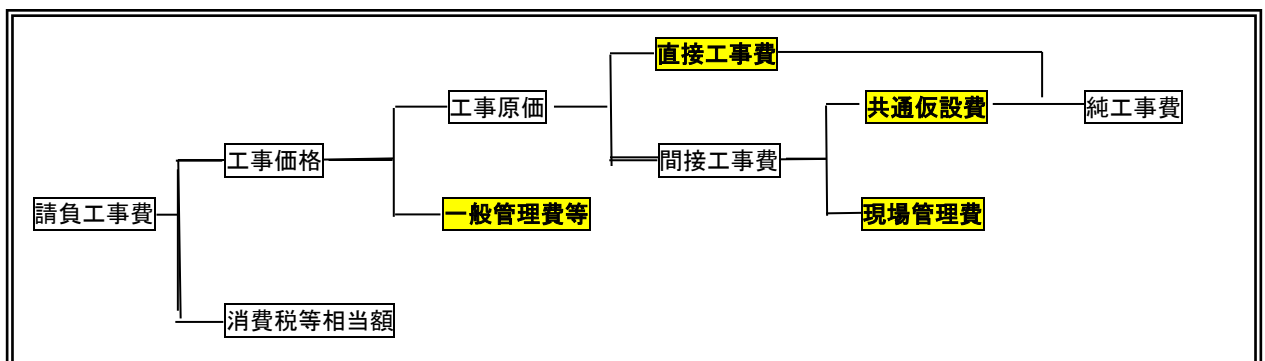 直接工事費
工事原価
共通仮設費
純工事費
工事価格
間接工事費
請負工事費
一般管理費等
現場管理費
消費税等相当額